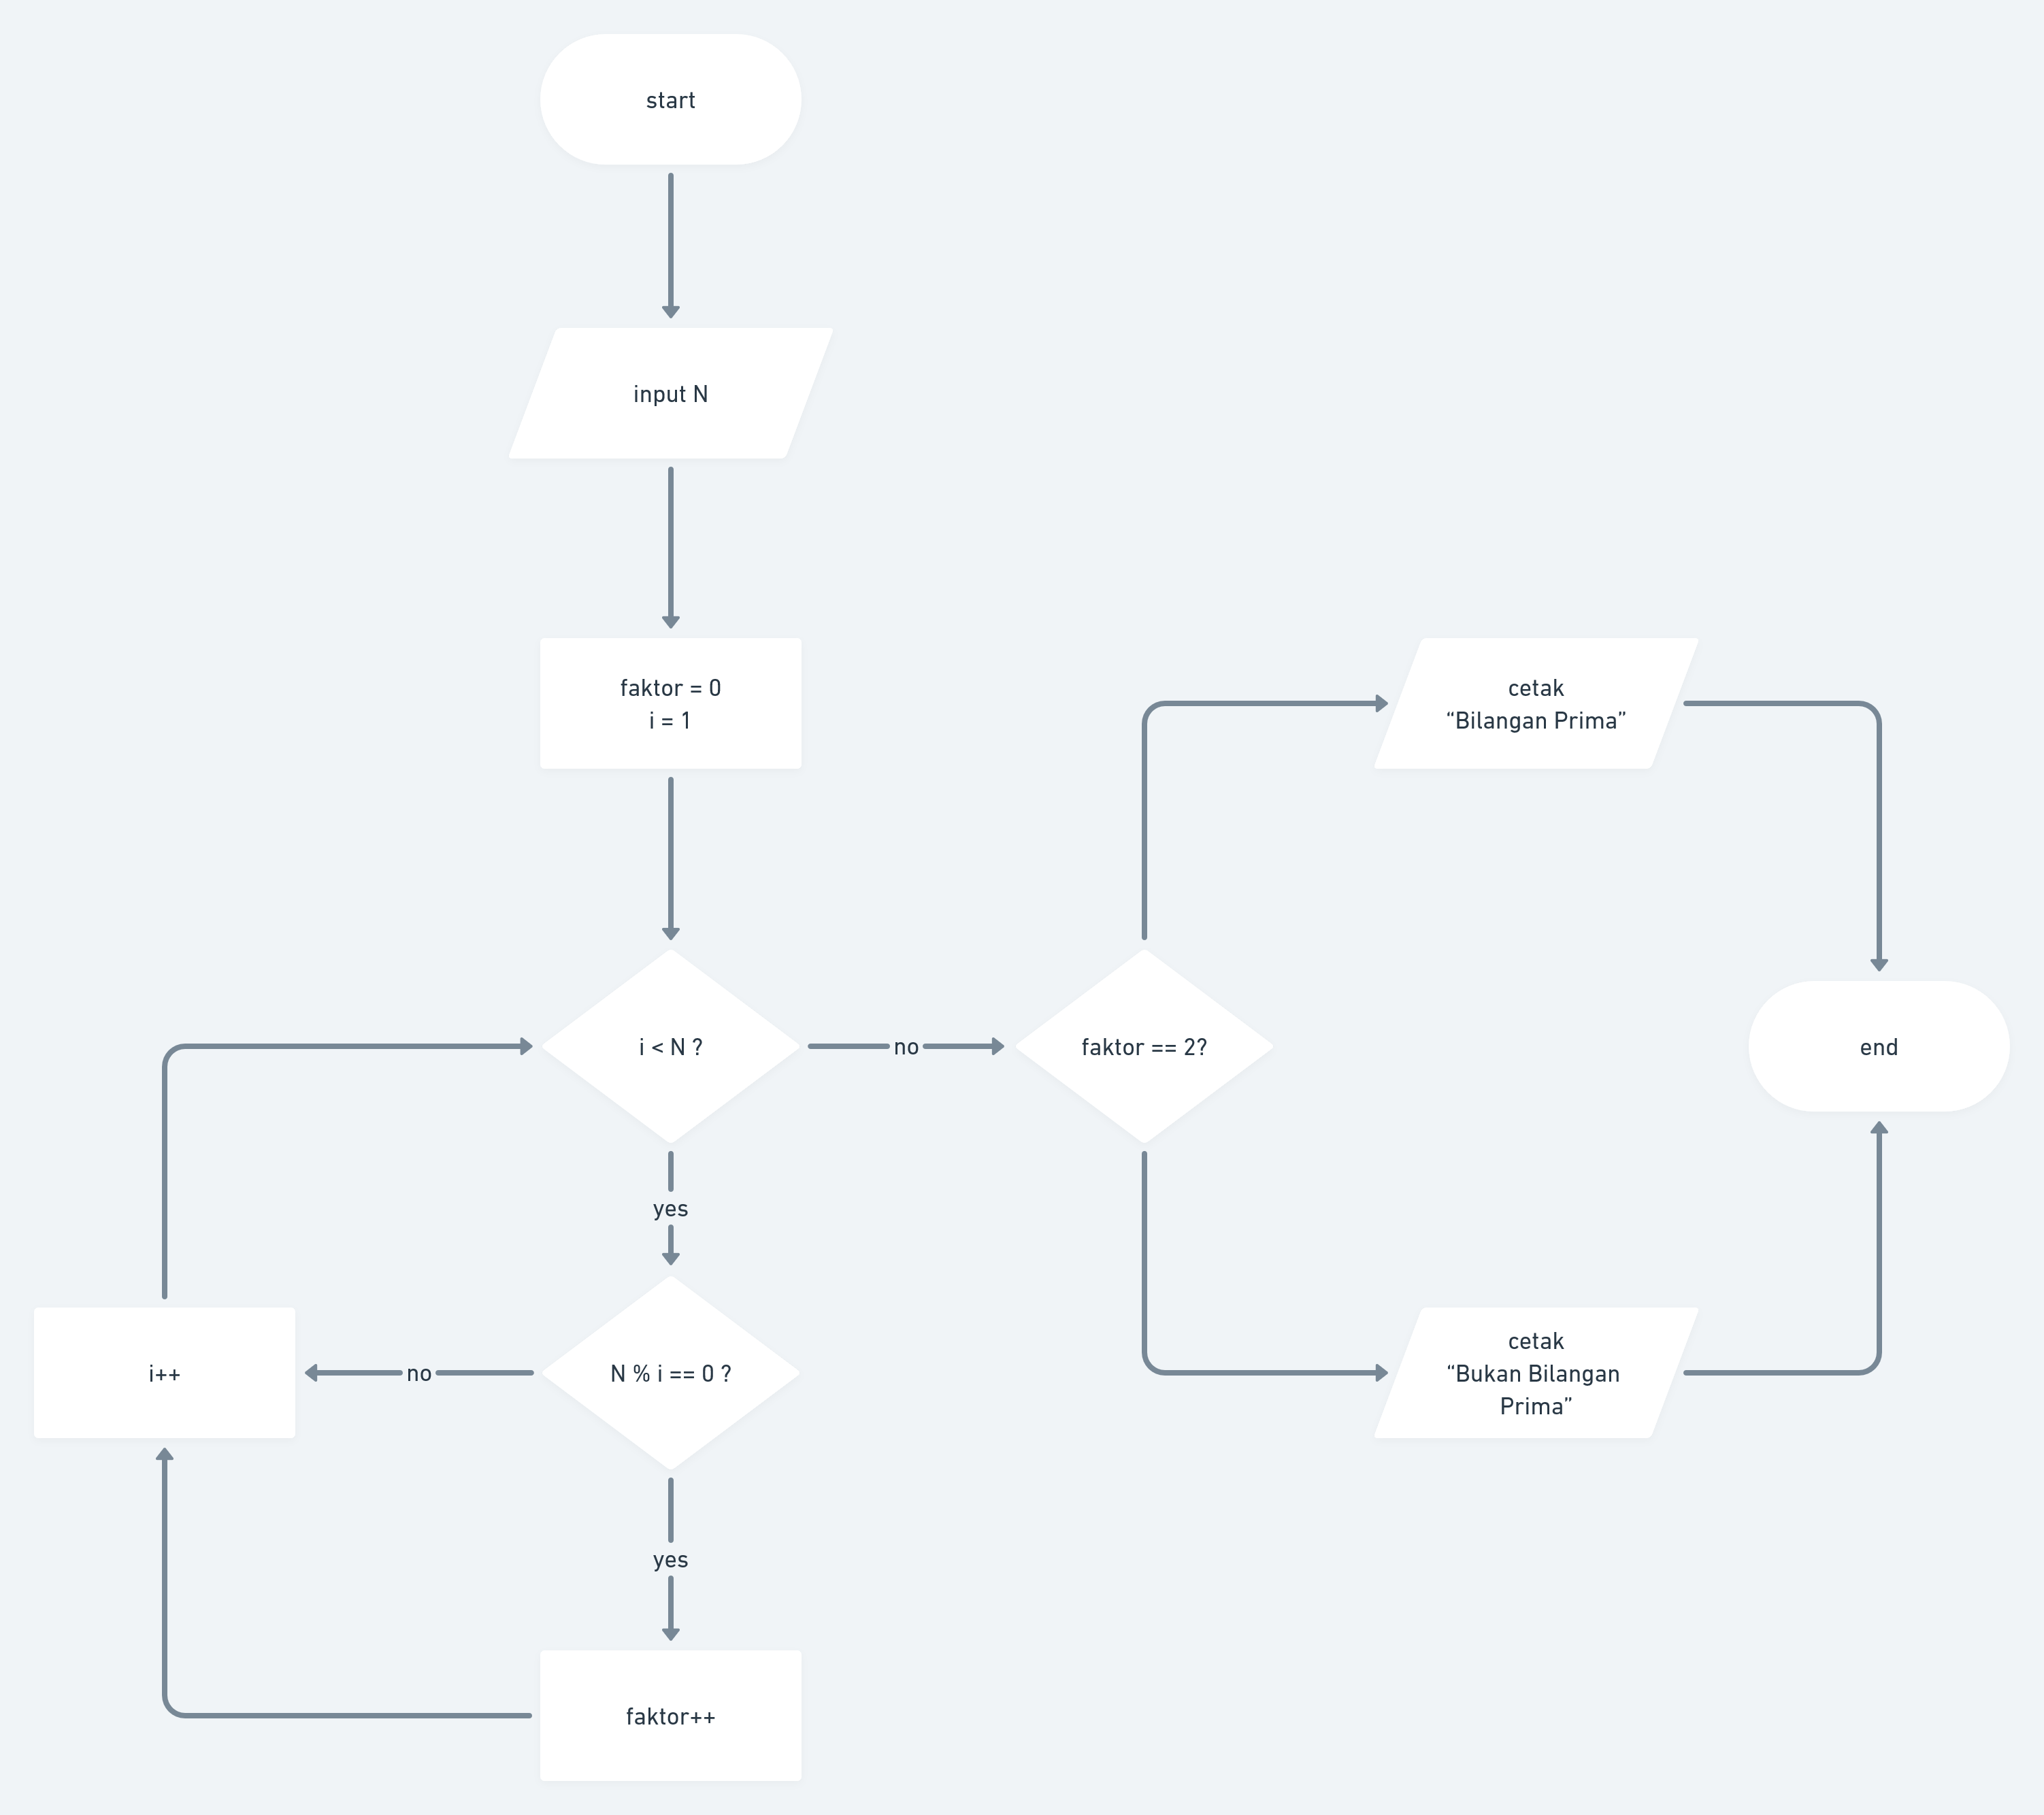 start
input N
faktor = 0
i = 1
i < N ?
no
faktor == 2?
cetak
“Bilangan Prima”
end
yes
i++
no
N % i == 0 ?
cetak
“Bukan Bilangan
Prima”
yes
faktor++